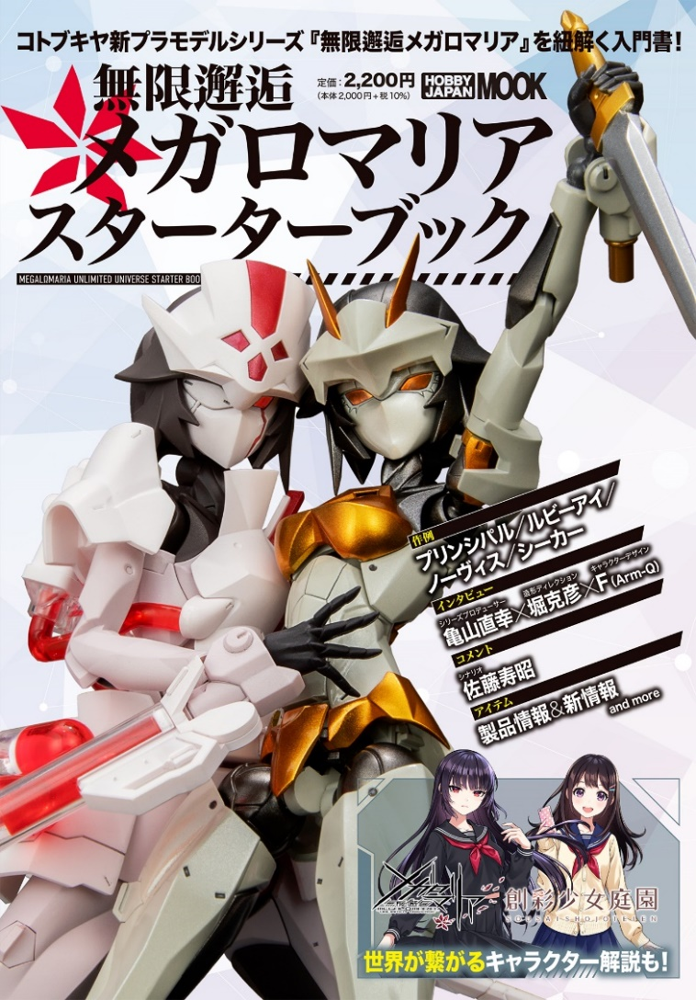 コトブキヤ新プラモデルシリーズ『無限邂逅メガロマリア』を紐解く入門書！
無限邂逅
定価：2,200円
（本体2,000円+税10%）
HOBBY JAPAN MOOK
メガロマリア
スターターブック
MEGALΩMARIA UNLIMITED UNIVERSE STARTER BOO
作例
プリンシパル／ルビーアイ／
ノーヴィス／シーカー
インタビュー
シリーズプロデューサー 造形ディレクション キャラクターデザイン
亀山直幸×堀克彦×F（Arm-Q）
コメント
シナリオ
佐藤寿昭
アイテム
製品情報＆新情報 and more
メガロマリア
創彩少女庭園
SOUSAISHOJOTEIEN
世界が繋がるキャラクター解説も！